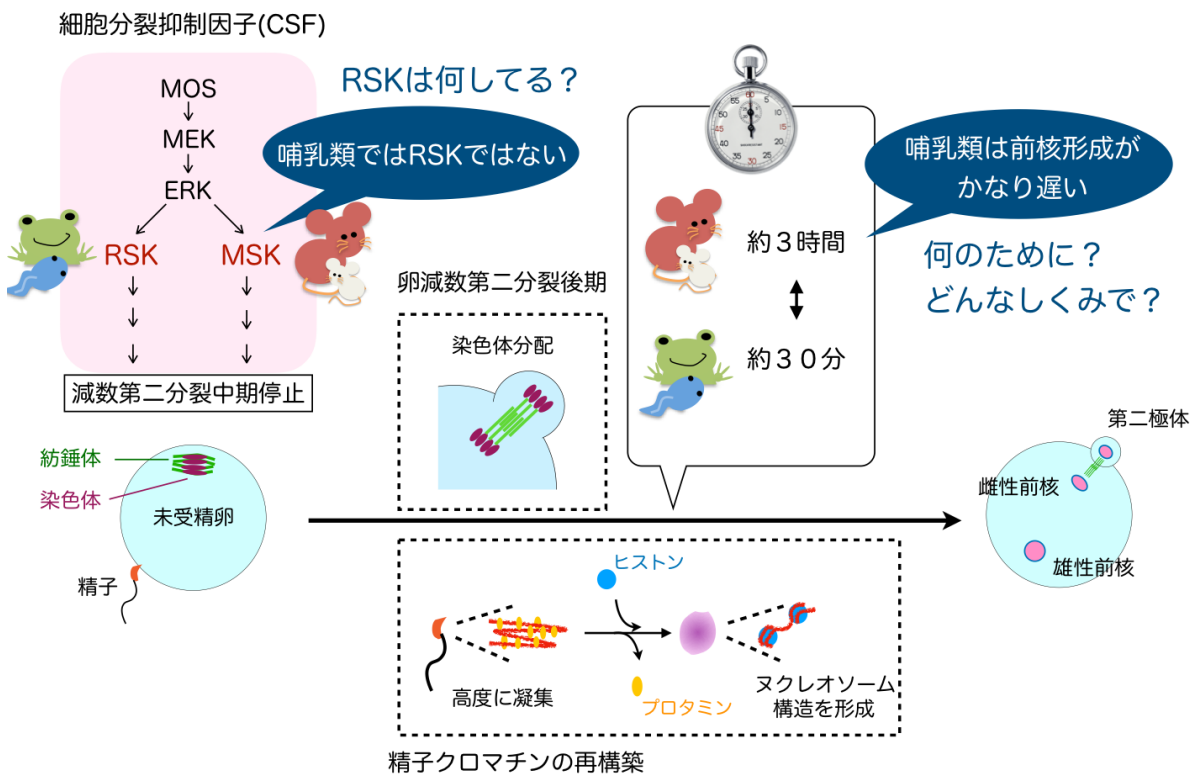 細胞分裂抑制因子(CSF)
MOS
MEK
ERK
RSK
MSK
減数第二分裂中期停止
RSKは何してる？
哺乳類ではRSKではない
60
5
10
15
30
45
50
55
約３時間
約３０分
哺乳類は前核形成が
かなり遅い
何のために？
どんなしくみで？
卵減数第二分裂後期
染色体分配
紡錘体
染色体
未受精卵
精子
第二極体
雌性前核
雄性前核
ヒストン
プロタミン
高度に凝集
ヌクレオソーム
構造を形成
精子クロマチンの再構築